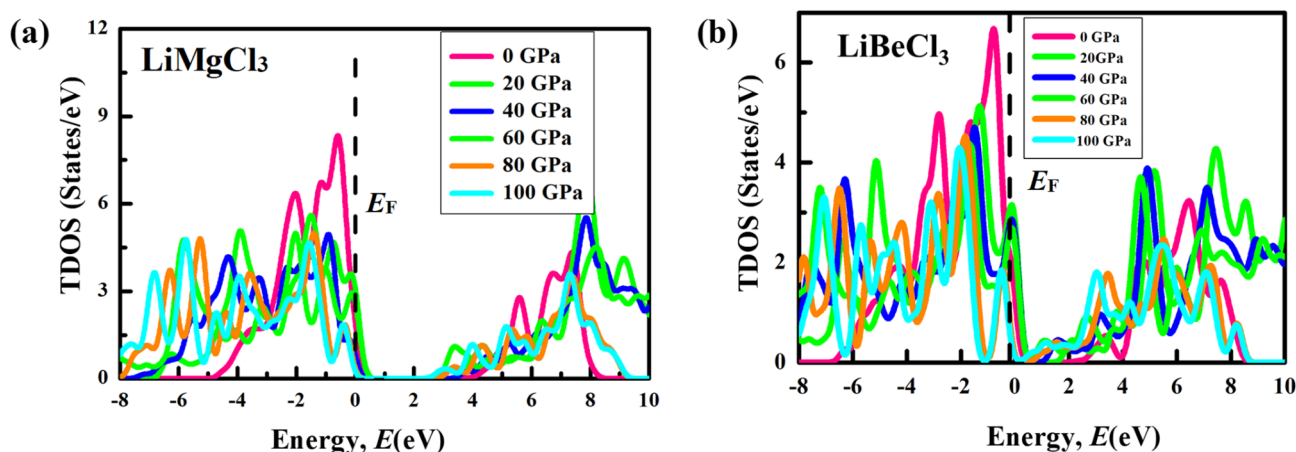 (a)
TDOS (States/eV)
12
9
6
3
0
LiMgCl3
0 GPa
20 GPa
40 GPa
60 GPa
80 GPa
100 GPa
EF
-8 -6 -4 -2 0 2 4 6 8 10
Energy, E(eV)
(b)
TDOS (States/eV)
6
4
2
0
LiBeCl3
0 GPa
20GPa
40 GPa
60 GPa
80 GPa
100 GPa
EF
-8 -6 -4 -2 0 2 4 6 8 10
Energy, E(eV)